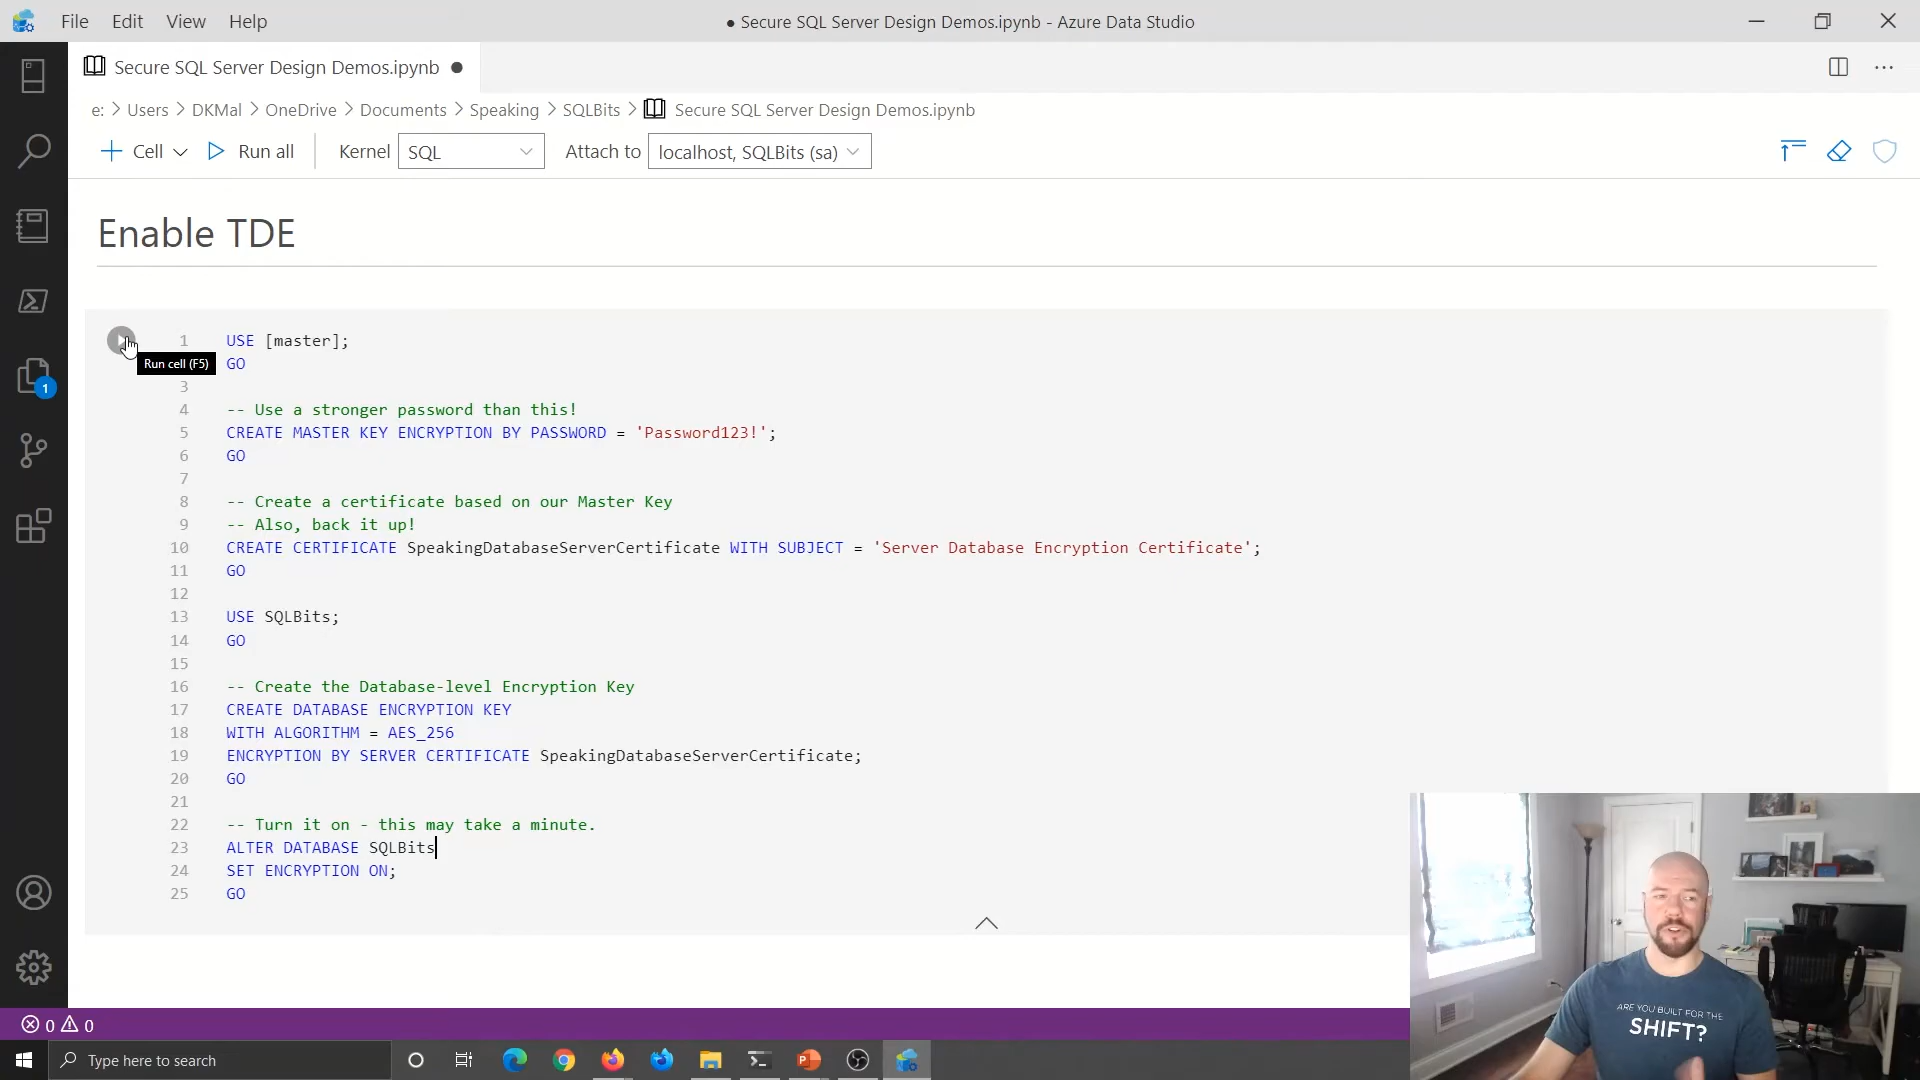 File Edit View Help
● Secure SQL Server Design Demos.ipynb - Azure Data Studio
Secure SQL Server Design Demos.ipynb ●
e: > Users > DKMal > OneDrive > Documents > Speaking > SQLBits > Secure SQL Server Design Demos.ipynb
Cell Run all Kernel SQL Attach to localhost, SQLBits (sa)
Enable TDE
1 USE [master];
Run cell (F5) GO
3
4 -- Use a stronger password than this!
5 CREATE MASTER KEY ENCRYPTION BY PASSWORD = 'Password123!';
6 GO
7
8 -- Create a certificate based on our Master Key
9 -- Also, back it up!
10 CREATE CERTIFICATE SpeakingDatabaseServerCertificate WITH SUBJECT = 'Server Database Encryption Certificate';
11 GO
12
13 USE SQLBits;
14 GO
15
16 -- Create the Database-level Encryption Key
17 CREATE DATABASE ENCRYPTION KEY
18 WITH ALGORITHM = AES_256
19 ENCRYPTION BY SERVER CERTIFICATE SpeakingDatabaseServerCertificate;
20 GO
21
22 -- Turn it on - this may take a minute.
23 ALTER DATABASE SQLBits
24 SET ENCRYPTION ON;
25 GO
1
ARE YOU BUILT FOR THE
SHIFT?
0 0
Type here to search